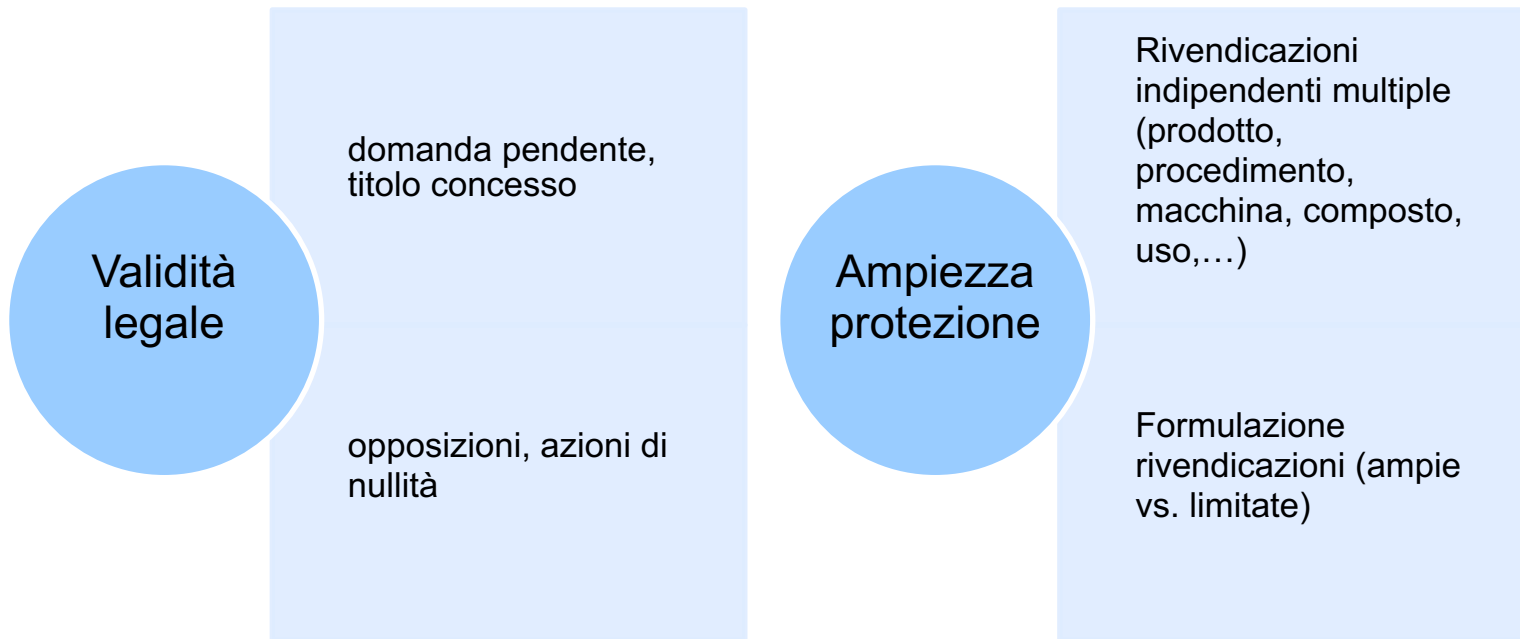 Validità
legale
domanda pendente,
titolo concesso
opposizioni, azioni di
nullità
Ampiezza
protezione
Rivendicazioni
indipendenti multiple
(prodotto,
procedimento,
macchina, composto,
uso,…)
Formulazione
rivendicazioni (ampie
vs. limitate)